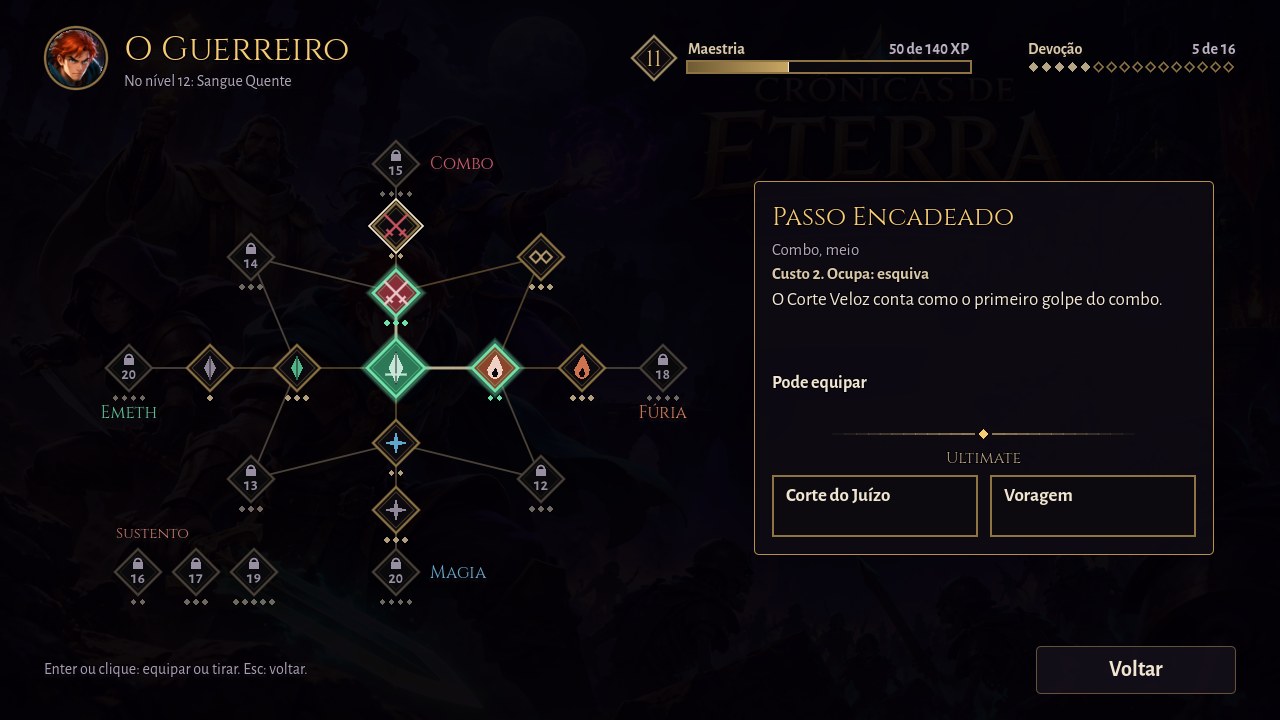 O Guerreiro
No nível 12: Sangue Quente
11
Maestria
50 de 140 XP
Devoção
5 de 16
CRÔNICAS DE
ETERRA
15
Combo
14
20
18
Emeth
Fúria
13
12
Sustento
16
17
19
20
Magia
Passo Encadeado
Combo, meio
Custo 2. Ocupa: esquiva
O Corte Veloz conta como o primeiro golpe do combo.
Pode equipar
Ultimate
Corte do Juízo
Voragem
Enter ou clique: equipar ou tirar. Esc: voltar.
Voltar